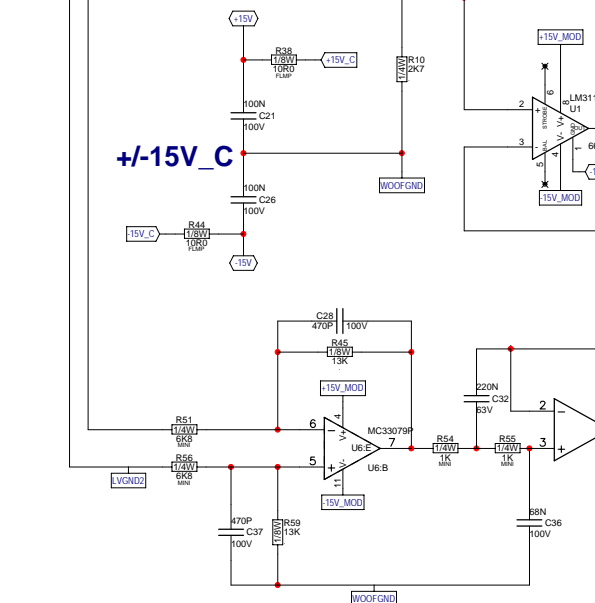 +15V
R38
1/8W
10R0
FLMP
+15V_C
R10
2K7
1/4W
100N
C21
100V
+/-15V_C
100N
C26
100V
WOOFGND
-15V_C
R44
1/8W
10R0
FLMP
-15V
+15V_MOD
6
8
LM311
U1
2
+
STROBE
V+
3
-
BAL
V-
GND
OUT
1
5
4
-15V_MOD
C28
470P
100V
R45
1/8W
13K
+15V_MOD
4
R51
1/4W
6K8
MINI
6
V+
MC33079P
U6:E
7
U6:B
5
V-
11
-15V_MOD
R56
1/4W
6K8
MINI
LVGND2
470P
C37
100V
R59
13K
1/8W
R54
1/4W
1K
MINI
R55
1/4W
1K
MINI
220N
C32
63V
2
3
68N
C36
100V
WOOFGND